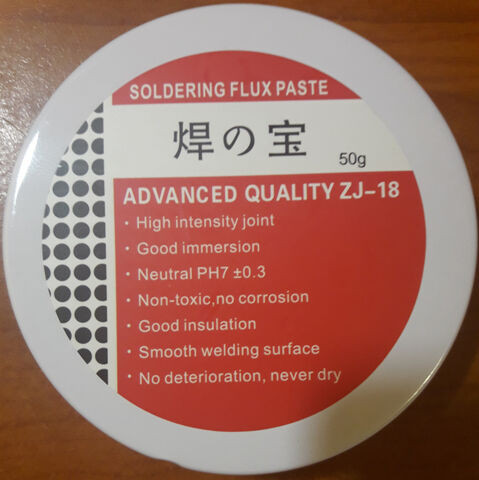 SOLDERING FLUX PASTE
焊の宝
50g
ADVANCED QUALITY ZJ-18
· High intensity joint
· Good immersion
· Neutral PH7 ±0.3
· Non-toxic,no corrosion
· Good insulation
· Smooth welding surface
· No deterioration, never dry